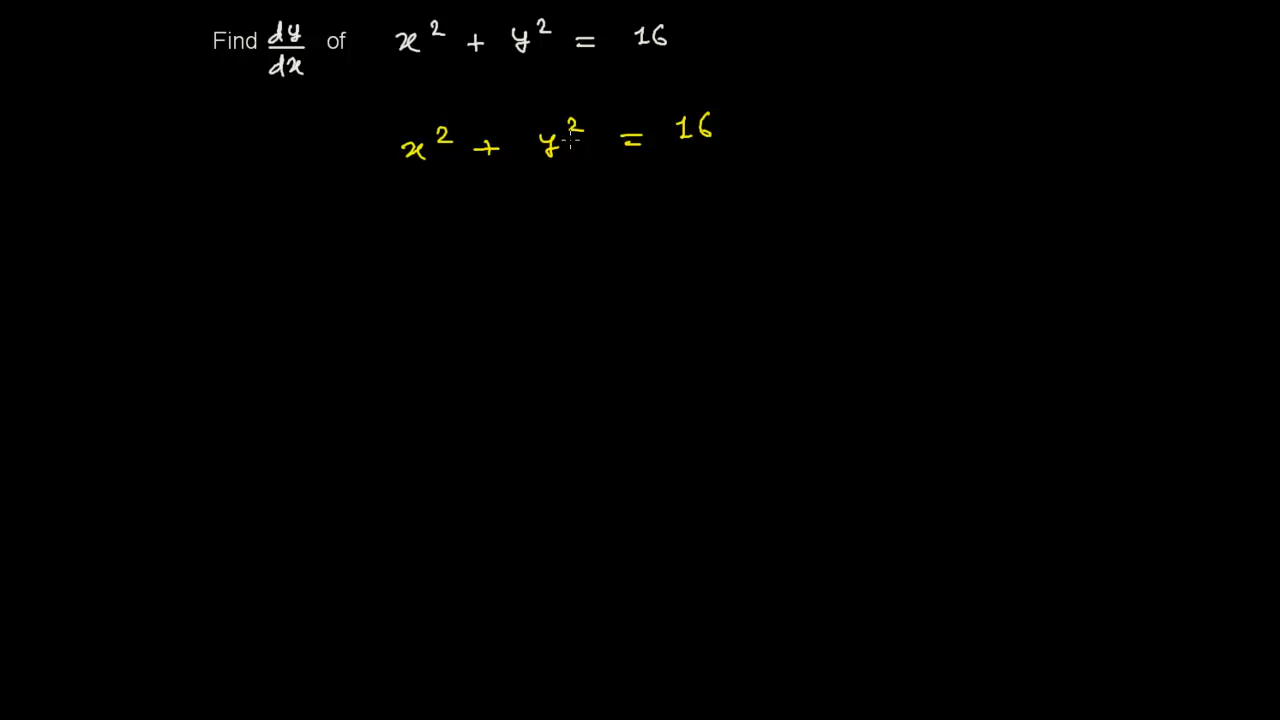 Find dy/dx of x² + y² = 16
x² + y² = 16